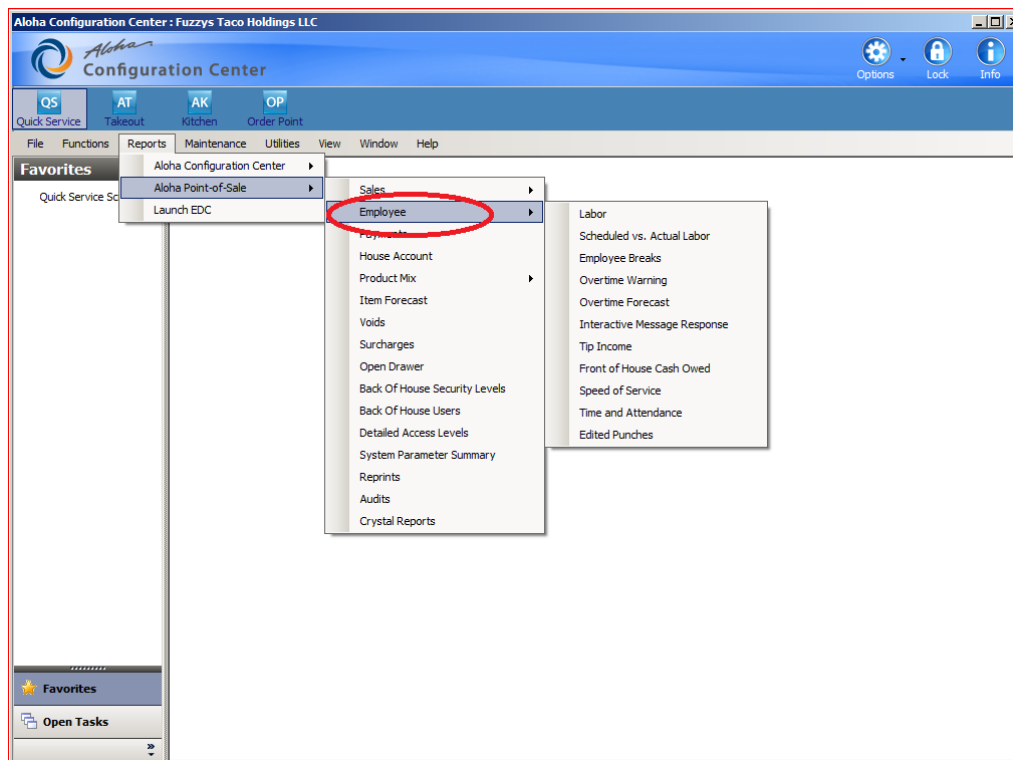 Aloha Configuration Center : Fuzzys Taco Holdings LLC
Aloha
Configuration Center
Options
Lock
Info
QS
Quick Service
AT
Takeout
AK
Kitchen
OP
Order Point
File Functions Reports Maintenance Utilities View Window Help
Favorites
Quick Service Sc
Aloha Configuration Center
Aloha Point-of-Sale
Launch EDC
Sales
Employee
Payments
House Account
Product Mix
Item Forecast
Voids
Surcharges
Open Drawer
Back Of House Security Levels
Back Of House Users
Detailed Access Levels
System Parameter Summary
Reprints
Audits
Crystal Reports
Labor
Scheduled vs. Actual Labor
Employee Breaks
Overtime Warning
Overtime Forecast
Interactive Message Response
Tip Income
Front of House Cash Owed
Speed of Service
Time and Attendance
Edited Punches
Favorites
Open Tasks